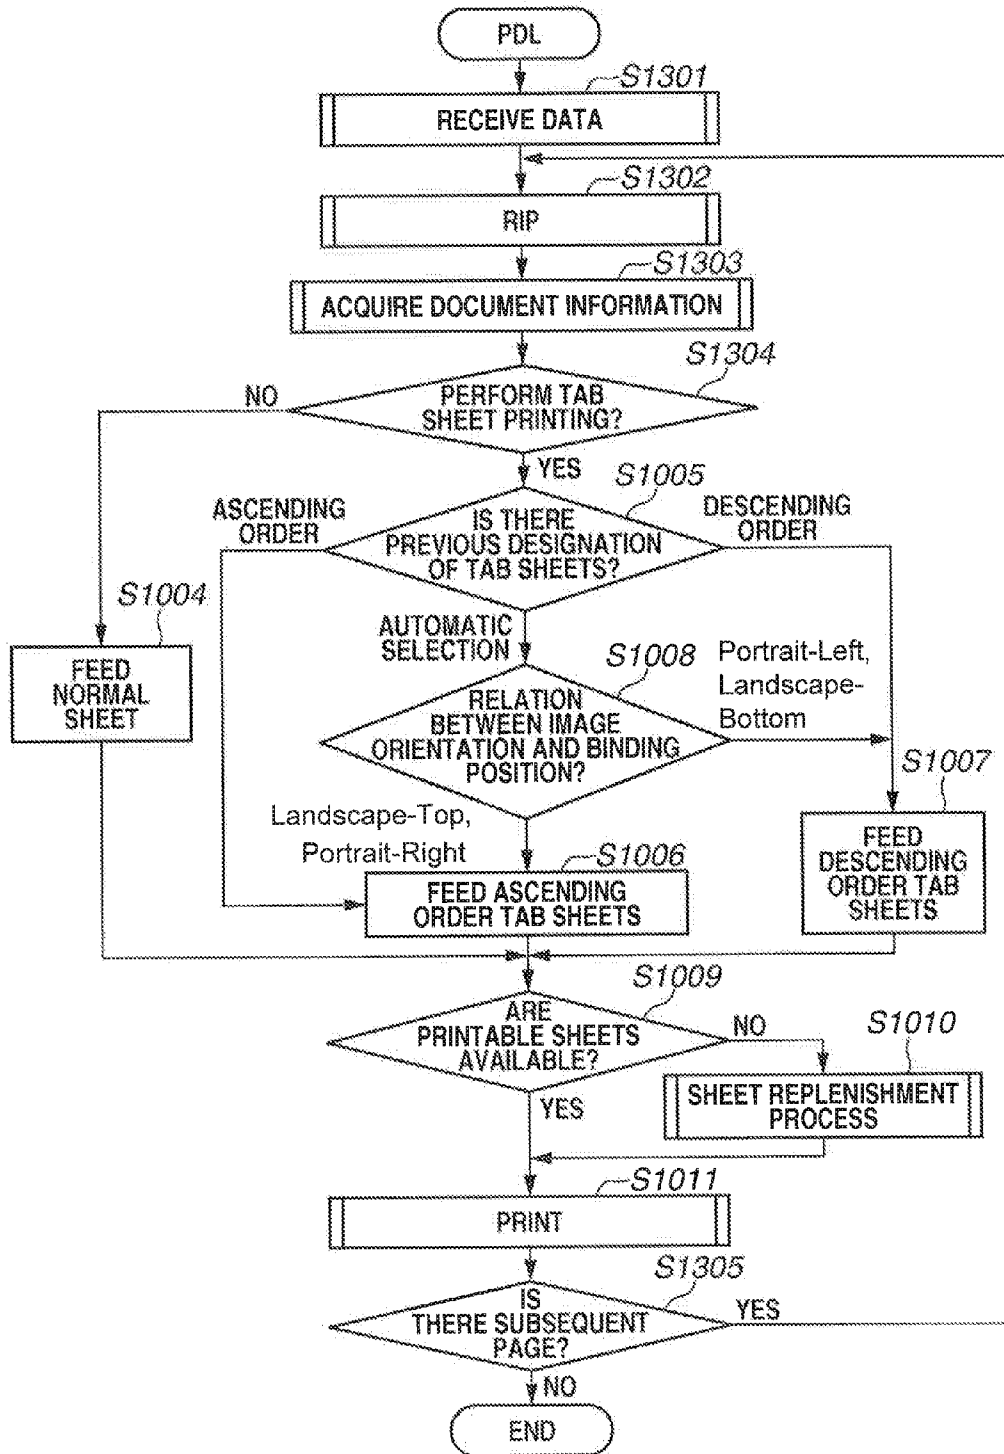 PDL
S1301
RECEIVE DATA
S1302
RIP
S1303
ACQUIRE DOCUMENT INFORMATION
S1304
NO
PERFORM TAB
SHEET PRINTING?
YES
S1005
ASCENDING
ORDER
IS THERE
PREVIOUS DESIGNATION
OF TAB SHEETS?
DESCENDING
ORDER
S1004
FEED
NORMAL
SHEET
AUTOMATIC
SELECTION
S1008
RELATION
BETWEEN IMAGE
ORIENTATION AND BINDING
POSITION?
Portrait-Left,
Landscape-
Bottom
S1007
FEED
DESCENDING
ORDER TAB
SHEETS
Landscape-Top,
Portrait-Right
S1006
FEED ASCENDING
ORDER TAB SHEETS
S1009
ARE
PRINTABLE SHEETS
AVAILABLE?
NO
S1010
SHEET REPLENISHMENT
PROCESS
YES
S1011
PRINT
S1305
IS
THERE SUBSEQUENT
PAGE?
YES
NO
END